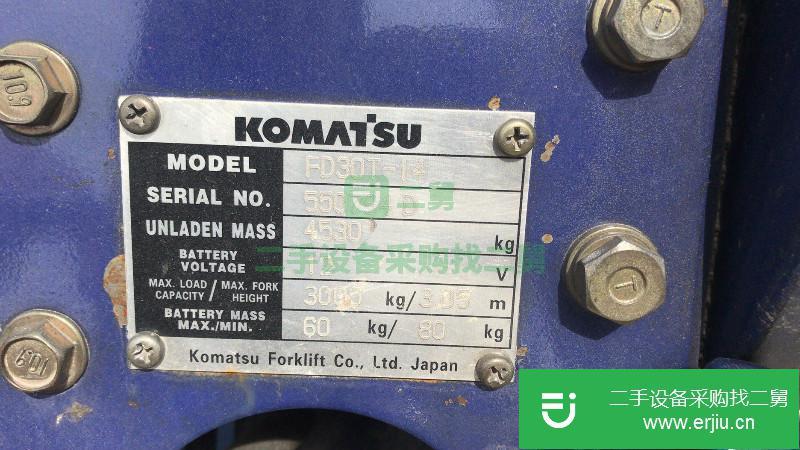 KOMATSU
MODEL FD30T-14
SERIAL NO.
二舅
UNLADEN MASS 4530 kg
BATTERY VOLTAGE V
二手设备采购找二舅
MAX. LOAD CAPACITY / MAX. FORK HEIGHT 3000 kg/ m
BATTERY MASS MAX./MIN. 60 kg/ 80 kg
Komatsu Forklift Co., Ltd. Japan
10.9
T
T
10.9
二手设备采购找二舅
www.erjiu.cn